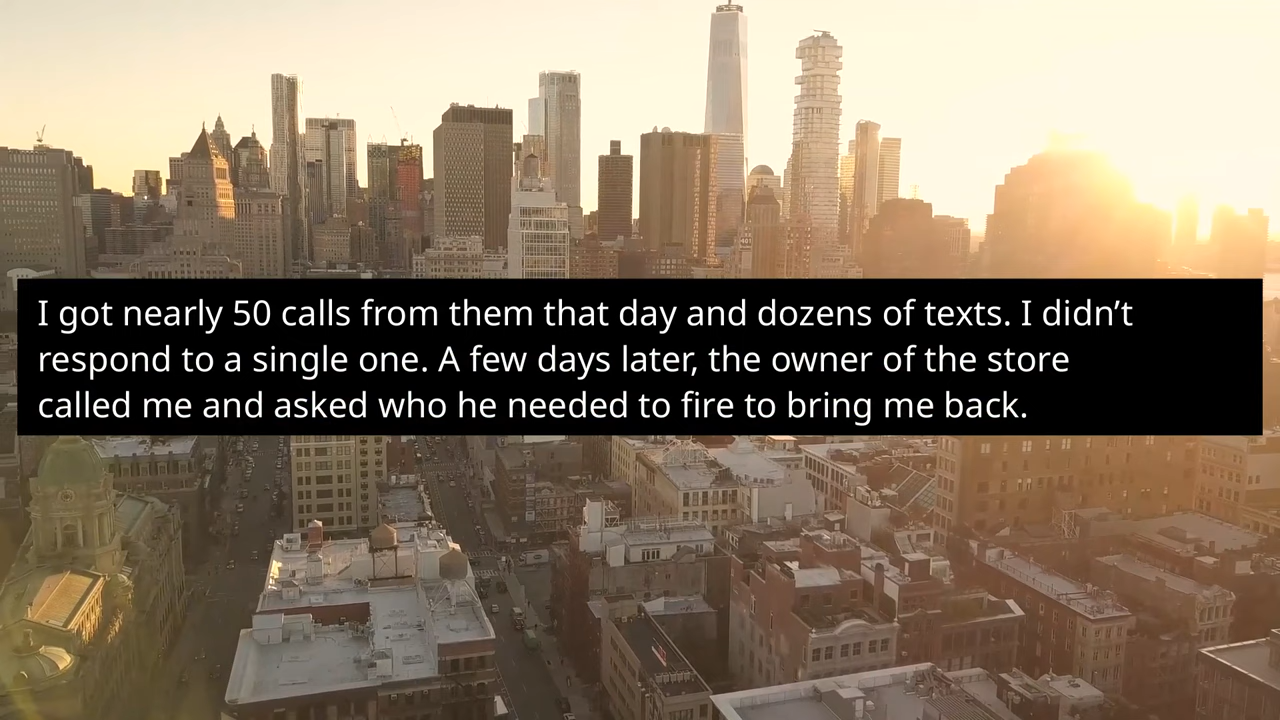 I got nearly 50 calls from them that day and dozens of texts. I didn’t
respond to a single one. A few days later, the owner of the store
called me and asked who he needed to fire to bring me back.